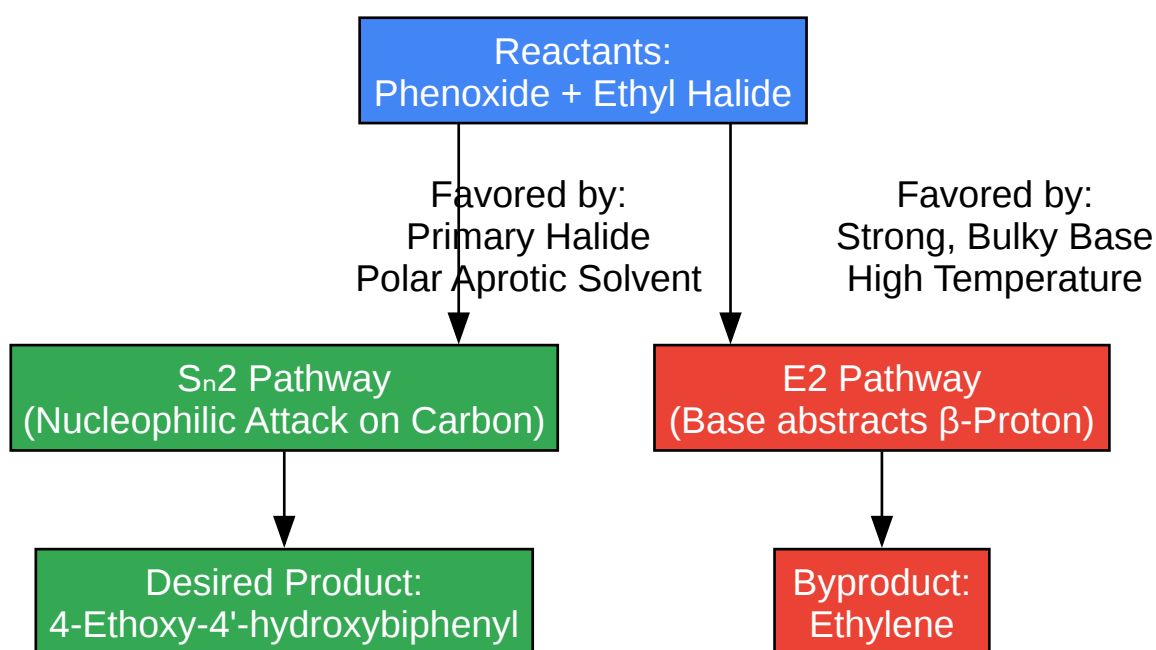 Reactants:
Phenoxide + Ethyl Halide
Favored by:
Primary Halide
Polar Aprotic Solvent
Favored by:
Strong, Bulky Base
High Temperature
Sₙ2 Pathway
(Nucleophilic Attack on Carbon)
E2 Pathway
(Base abstracts β-Proton)
Desired Product:
4-Ethoxy-4'-hydroxybiphenyl
Byproduct:
Ethylene